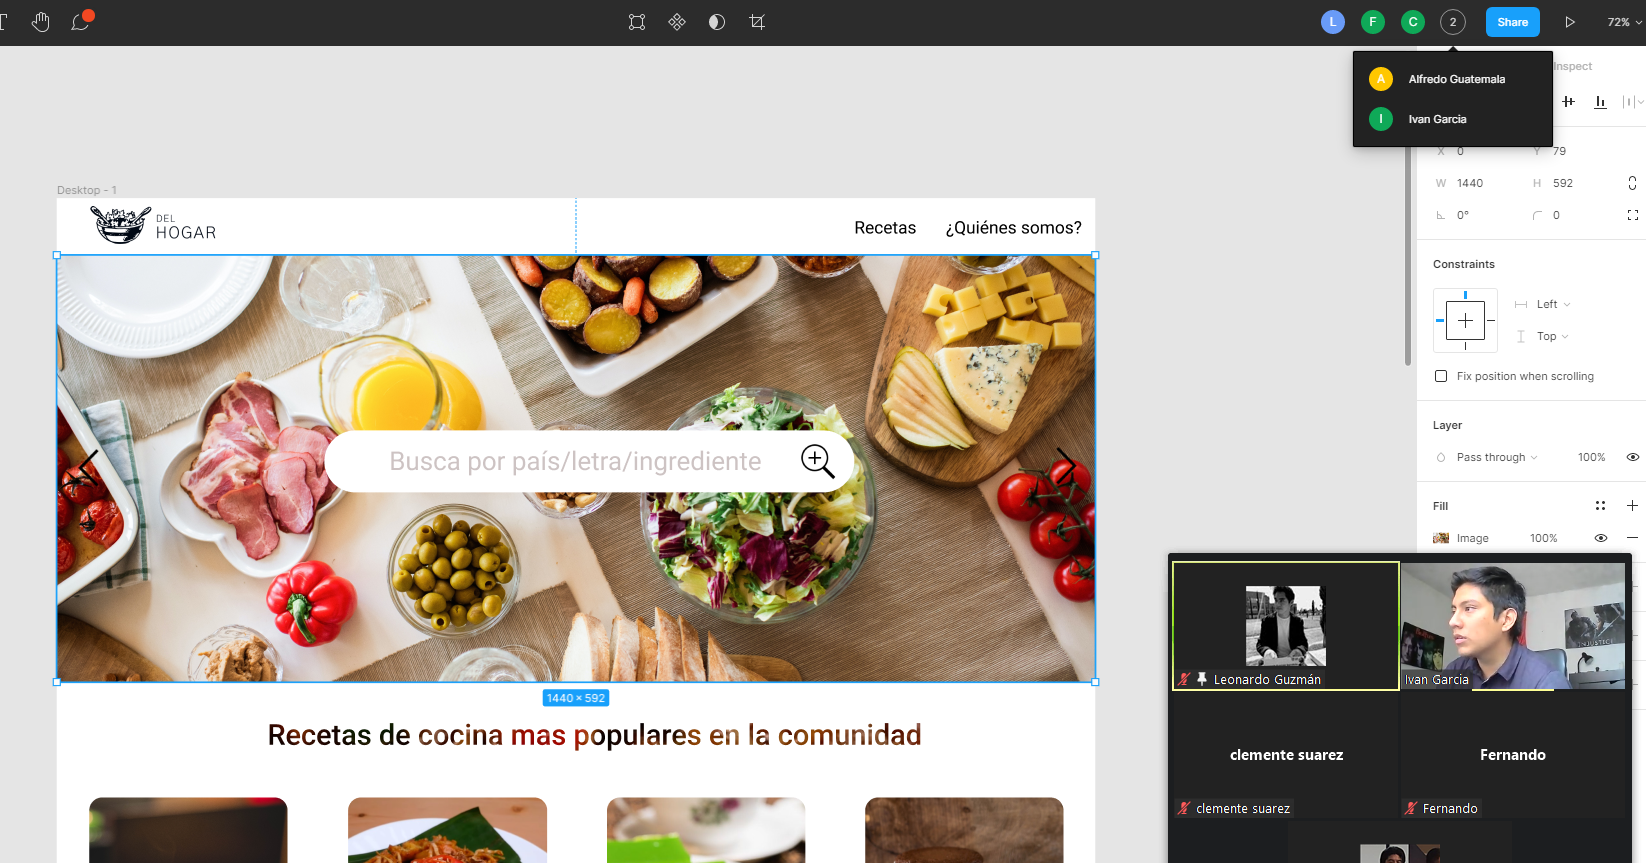 L F C 2 Share 72%
A Alfredo Guatemala
I Ivan Garcia
Inspect
X 0 Y 79
W 1440 H 592
0° 0
Constraints
Left
Top
Fix position when scrolling
Layer
Pass through 100%
Fill
Image 100%
Desktop - 1
DEL
HOGAR
Recetas ¿Quiénes somos?
Busca por país/letra/ingrediente
1440 × 592
Recetas de cocina mas populares en la comunidad
Leonardo Guzmán
Ivan Garcia
INJUSTICE
clemente suarez
Fernando
clemente suarez
Fernando